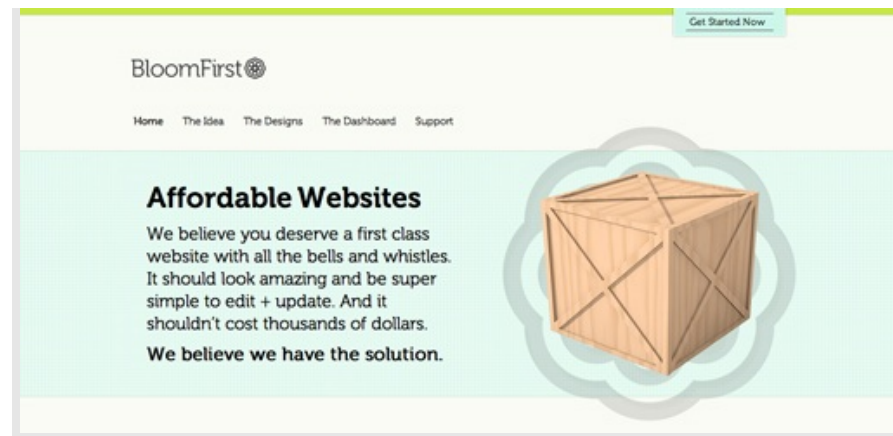 Get Started Now
BloomFirst
Home The Idea The Designs The Dashboard Support
Affordable Websites
We believe you deserve a first class
website with all the bells and whistles.
It should look amazing and be super
simple to edit + update. And it
shouldn't cost thousands of dollars.
We believe we have the solution.